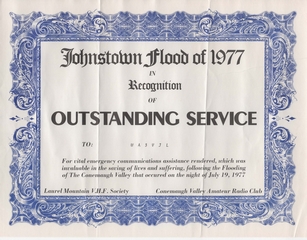 Johnstown Flood of 1977
IN
Recognition
OF
OUTSTANDING SERVICE
TO:
For vital emergency communications assistance rendered, which was
invaluable in the saving of lives and suffering, following the Flooding
of The Conemaugh Valley that occured on the night of July 19, 1977
Laurel Mountain V.H.F. Society Conemaugh Valley Amateur Radio Club